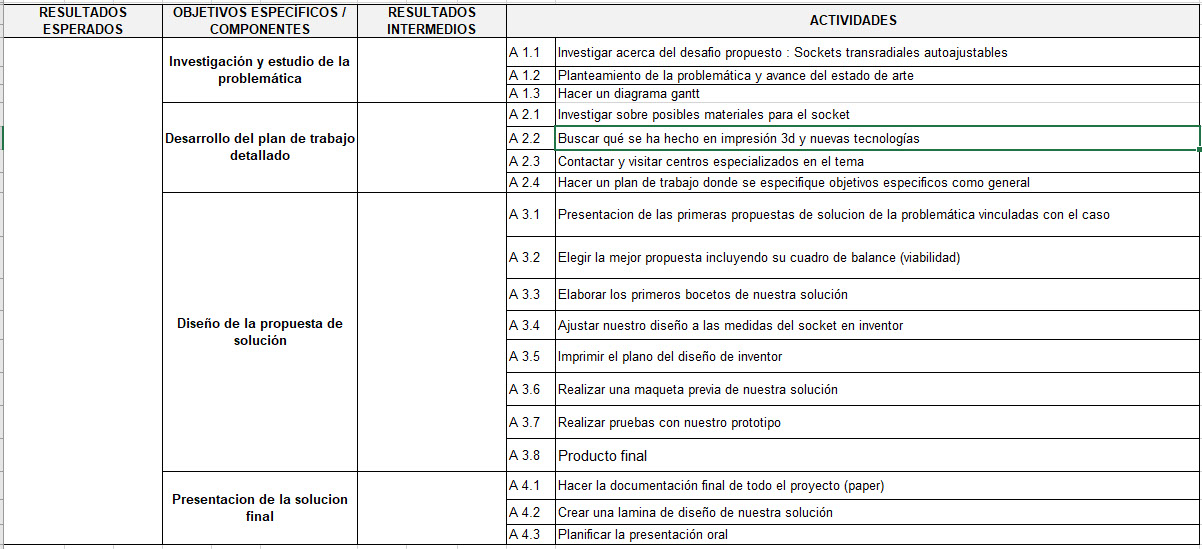 RESULTADOS ESPERADOS
OBJETIVOS ESPECÍFICOS / COMPONENTES
RESULTADOS INTERMEDIOS
ACTIVIDADES
Investigación y estudio de la problemática
A 1.1 Investigar acerca del desafio propuesto : Sockets transradiales autoajustables
A 1.2 Planteamiento de la problemática y avance del estado de arte
A 1.3 Hacer un diagrama gantt
Desarrollo del plan de trabajo detallado
A 2.1 Investigar sobre posibles materiales para el socket
A 2.2 Buscar qué se ha hecho en impresión 3d y nuevas tecnologías
A 2.3 Contactar y visitar centros especializados en el tema
A 2.4 Hacer un plan de trabajo donde se especifique objetivos especificos como general
Diseño de la propuesta de solución
A 3.1 Presentacion de las primeras propuestas de solucion de la problemática vinculadas con el caso
A 3.2 Elegir la mejor propuesta incluyendo su cuadro de balance (viabilidad)
A 3.3 Elaborar los primeros bocetos de nuestra solución
A 3.4 Ajustar nuestro diseño a las medidas del socket en inventor
A 3.5 Imprimir el plano del diseño de inventor
A 3.6 Realizar una maqueta previa de nuestra solución
A 3.7 Realizar pruebas con nuestro prototipo
A 3.8 Producto final
Presentacion de la solucion final
A 4.1 Hacer la documentación final de todo el proyecto (paper)
A 4.2 Crear una lamina de diseño de nuestra solución
A 4.3 Planificar la presentación oral